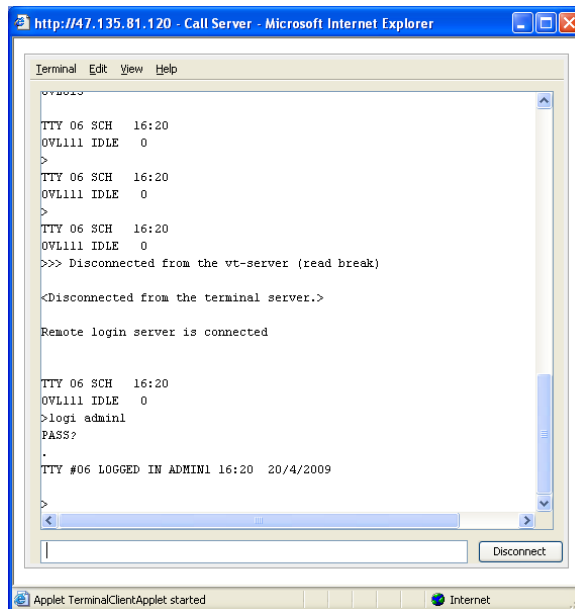 http://47.135.81.120 - Call Server - Microsoft Internet Explorer
Terminal Edit View Help
TTY 06 SCH 16:20
OVL111 IDLE 0
>
TTY 06 SCH 16:20
OVL111 IDLE 0
>
TTY 06 SCH 16:20
OVL111 IDLE 0
>>> Disconnected from the vt-server (read break)
<Disconnected from the terminal server.>
Remote login server is connected
TTY 06 SCH 16:20
OVL111 IDLE 0
>logi admin1
PASS?
.
TTY #06 LOGGED IN ADMIN1 16:20 20/4/2009
>
Disconnect
Applet TerminalClientApplet started
Internet